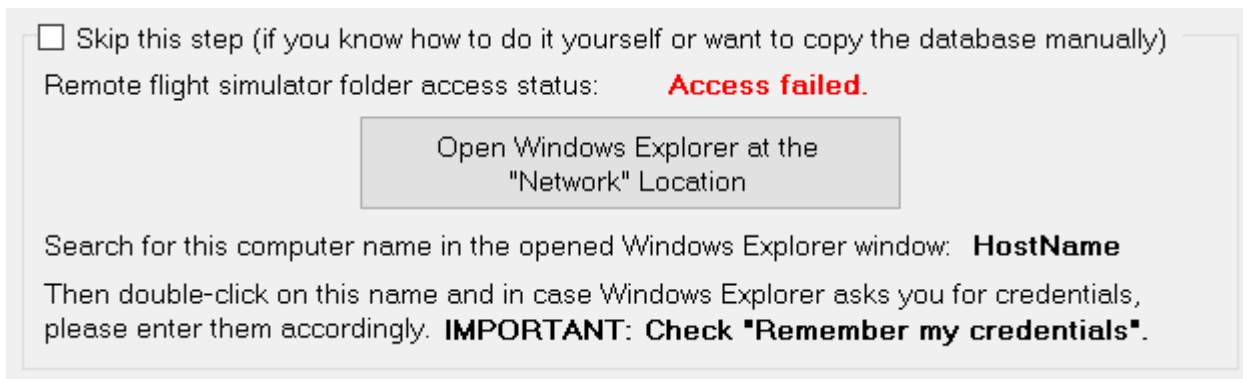 Skip this step (if you know how to do it yourself or want to copy the database manually)
Remote flight simulator folder access status: Access failed.
Open Windows Explorer at the
"Network" Location
Search for this computer name in the opened Windows Explorer window: HostName
Then double-click on this name and in case Windows Explorer asks you for credentials,
please enter them accordingly. IMPORTANT: Check "Remember my credentials".